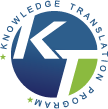 KNOWLEDGE TRANSLATION PROGRAM
KT